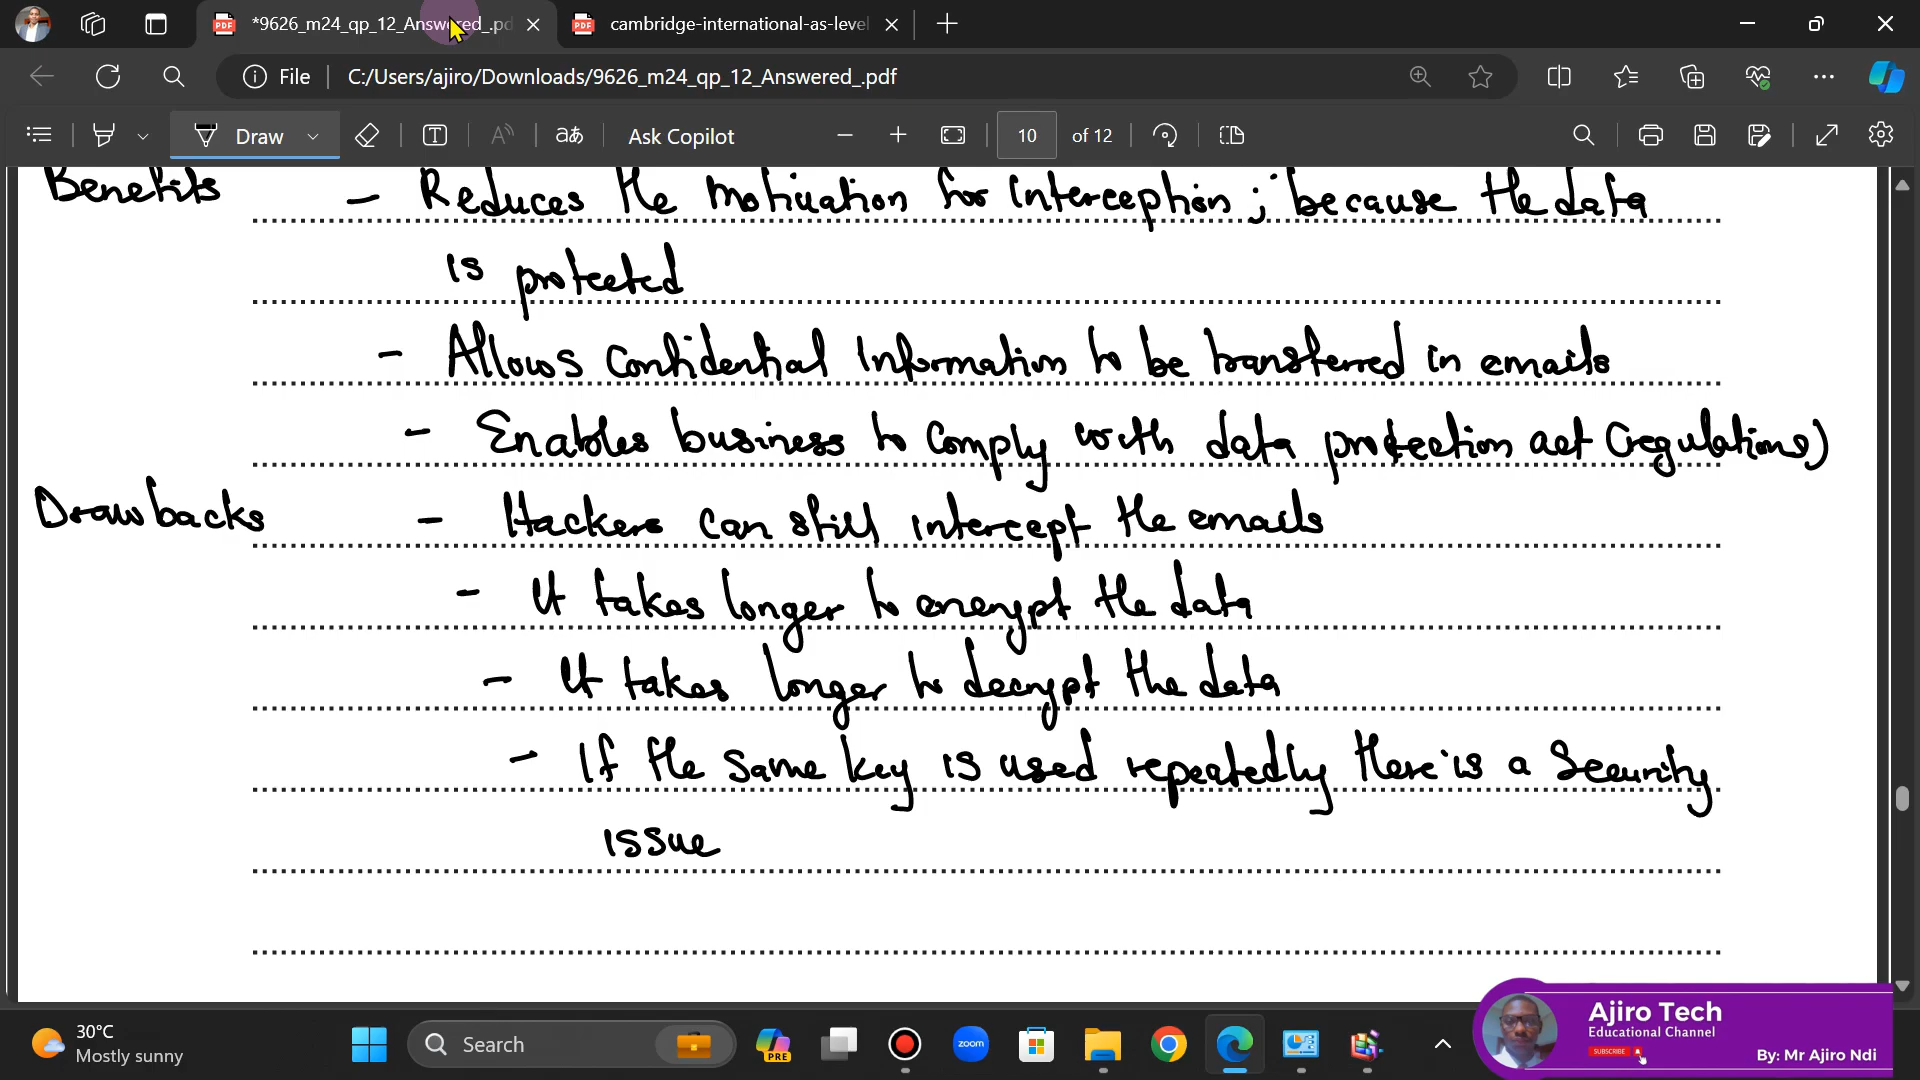 *9626_m24_qp_12_Answered_.pd
cambridge-international-as-level
File
C:/Users/ajiro/Downloads/9626_m24_qp_12_Answered_.pdf
Draw
Ask Copilot
10 of 12
Benefits - Reduces the motivation for interception; because the data
is protected
- Allows confidential Information to be transferred in emails
- Enables business to comply with data protection act (regulations)
Drawbacks - Hackers can still intercept the emails
- It takes longer to encrypt the data
- It takes longer to decrypt the data
- If the same key is used repeatedly there is a security
issue
30°C
Mostly sunny
Search
PRE
zoom
Ajiro Tech
Educational Channel
SUBSCRIBE
By: Mr Ajiro Ndi